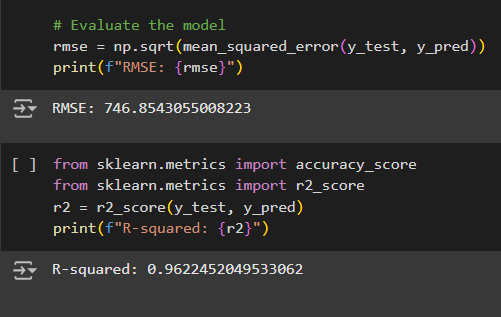 # Evaluate the model
rmse = np.sqrt(mean_squared_error(y_test, y_pred))
print(f"RMSE: {rmse}")
RMSE: 746.8543055008223
[ ] from sklearn.metrics import accuracy_score
from sklearn.metrics import r2_score
r2 = r2_score(y_test, y_pred)
print(f"R-squared: {r2}")
R-squared: 0.9622452049533062